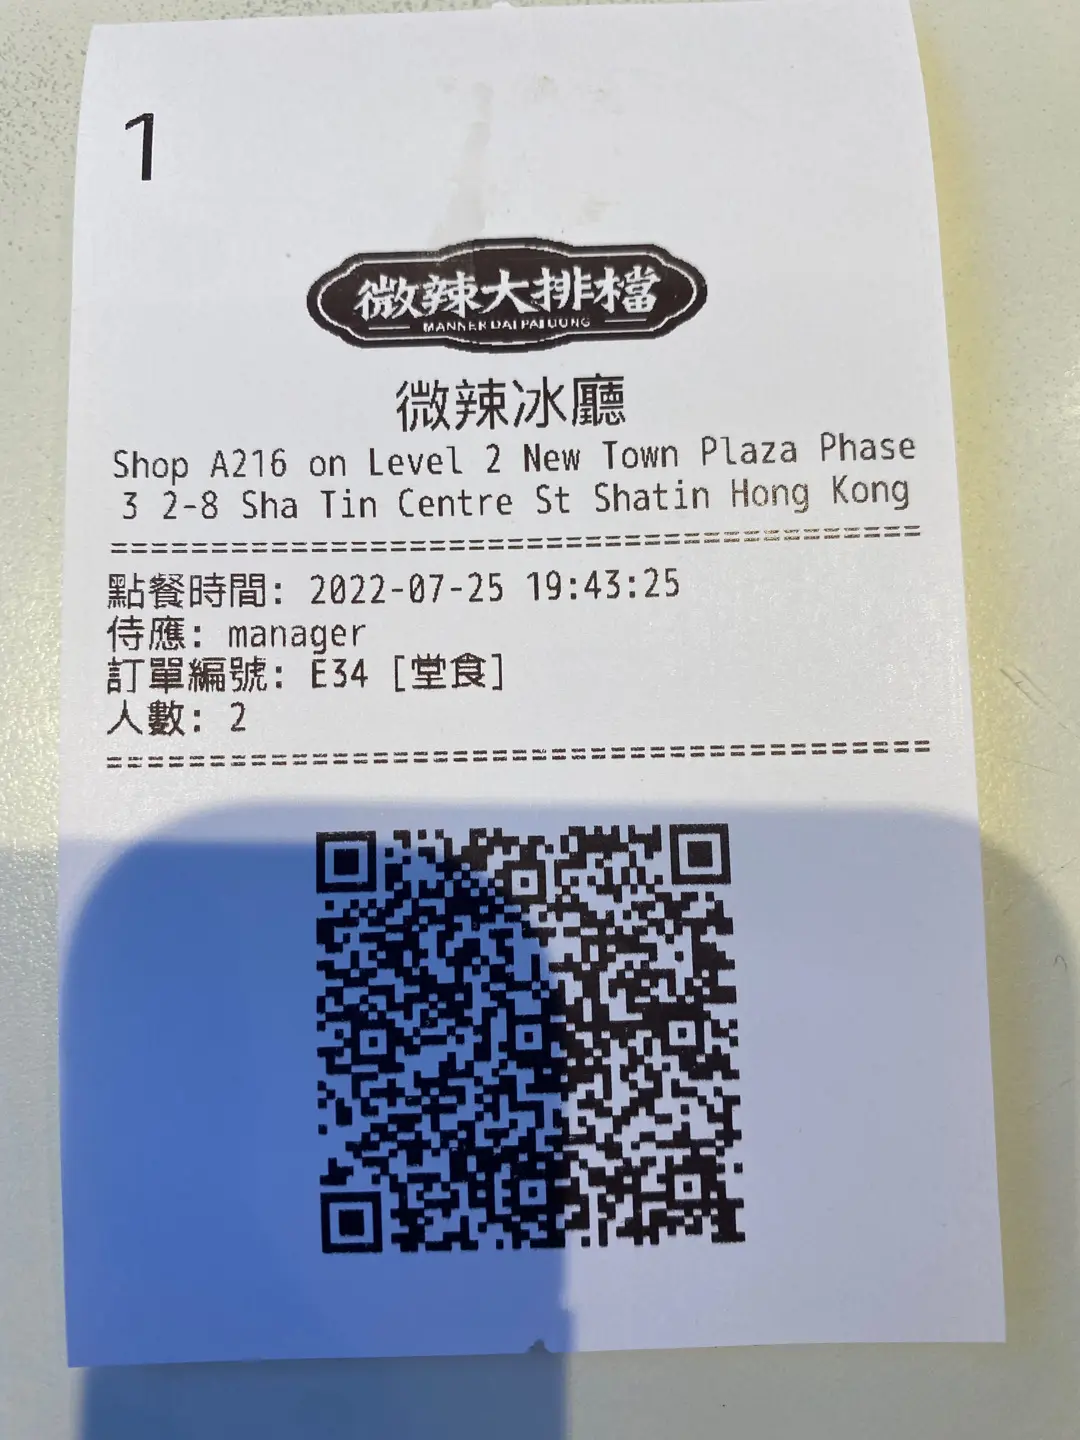 1
微辣大排檔
MANNER DAI PAI DONG
微辣冰廳
Shop A216 on Level 2 New Town Plaza Phase
3 2-8 Sha Tin Centre St Shatin Hong Kong
=========================================
點餐時間: 2022-07-25 19:43:25
侍應: manager
訂單編號: E34 [堂食]
人數: 2
=========================================